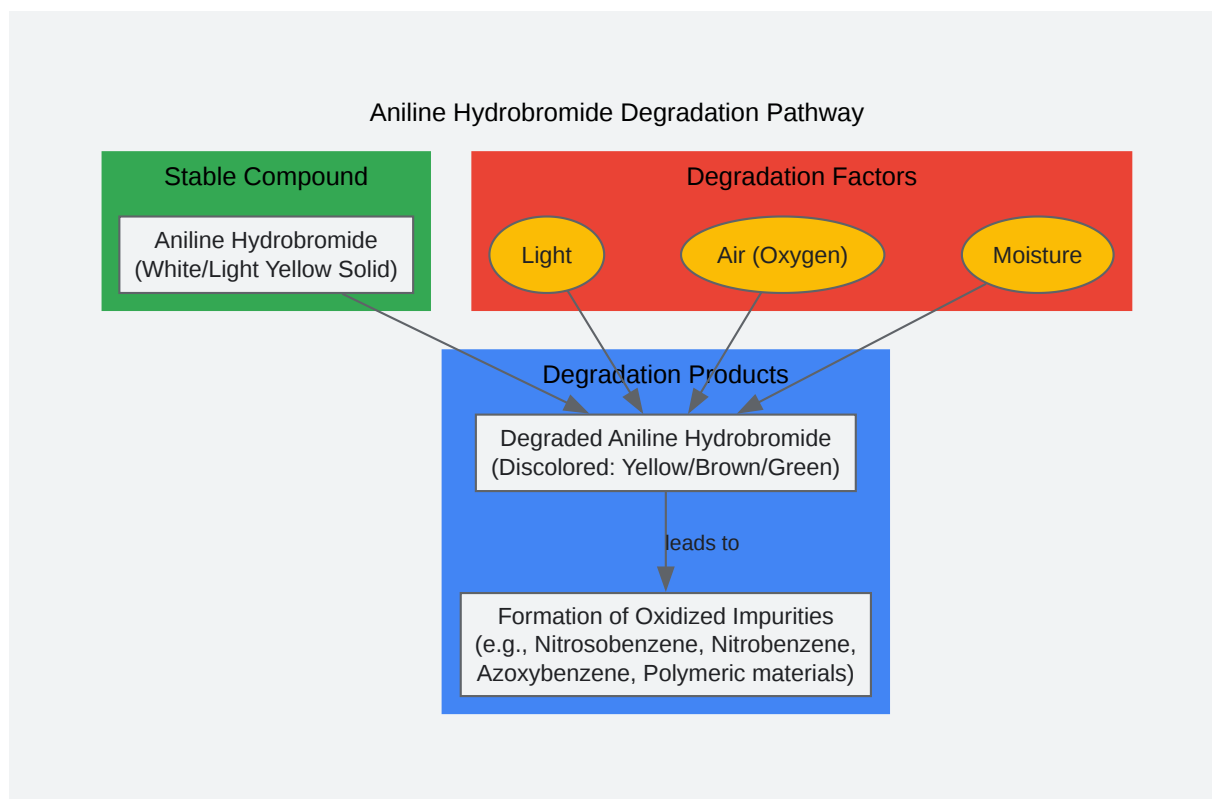 Aniline Hydrobromide Degradation Pathway
Stable Compound
Aniline Hydrobromide
(White/Light Yellow Solid)
Degradation Factors
Light
Air (Oxygen)
Moisture
Degradation Products
Degraded Aniline Hydrobromide
(Discolored: Yellow/Brown/Green)
leads to
Formation of Oxidized Impurities
(e.g., Nitrosobenzene, Nitrobenzene,
Azoxybenzene, Polymeric materials)